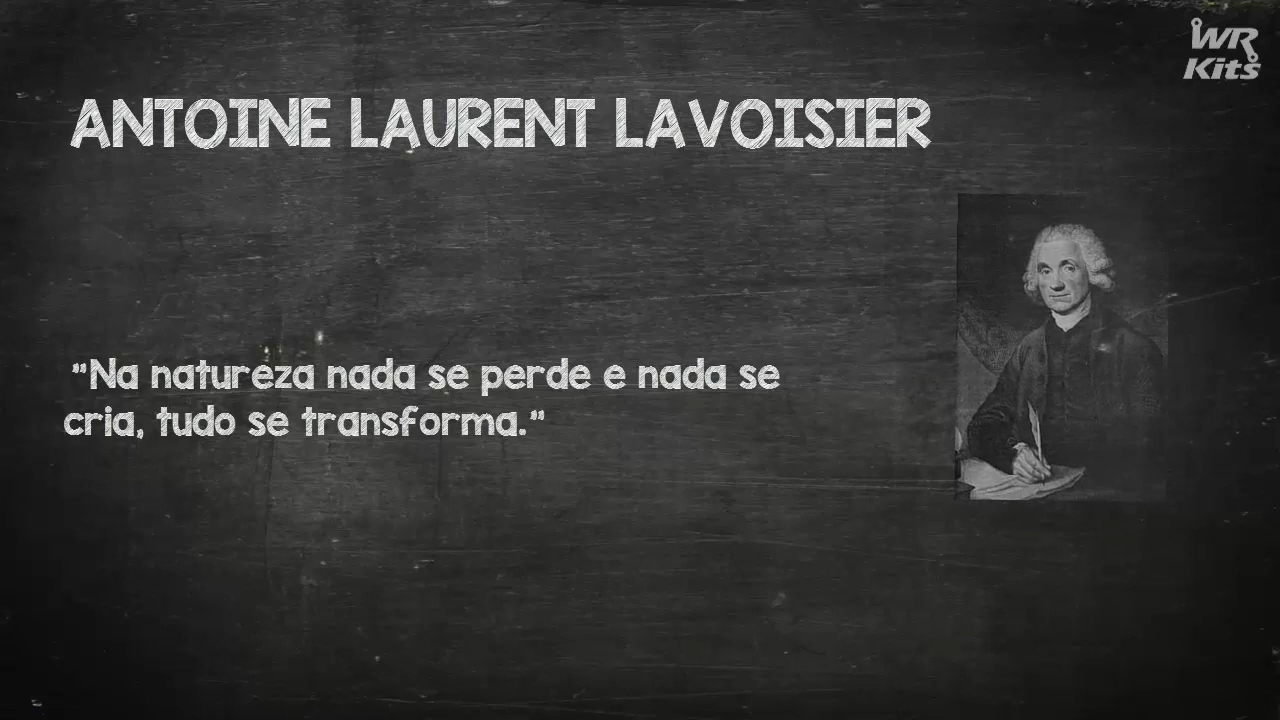 WR
Kits
ANTOINE LAURENT LAVOISIER
"Na natureza nada se perde e nada se
cria, tudo se transforma."